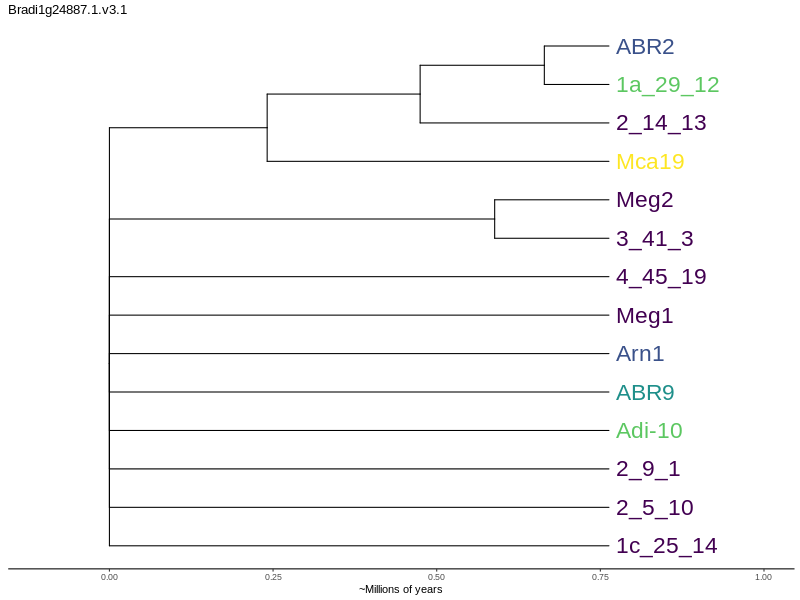 Bradi1g24887.1.v3.1
ABR2
1a_29_12
2_14_13
Mca19
Meg2
3_41_3
4_45_19
Meg1
Arn1
ABR9
Adi-10
2_9_1
2_5_10
1c_25_14
0.00 0.25 0.50 0.75 1.00
~Millions of years